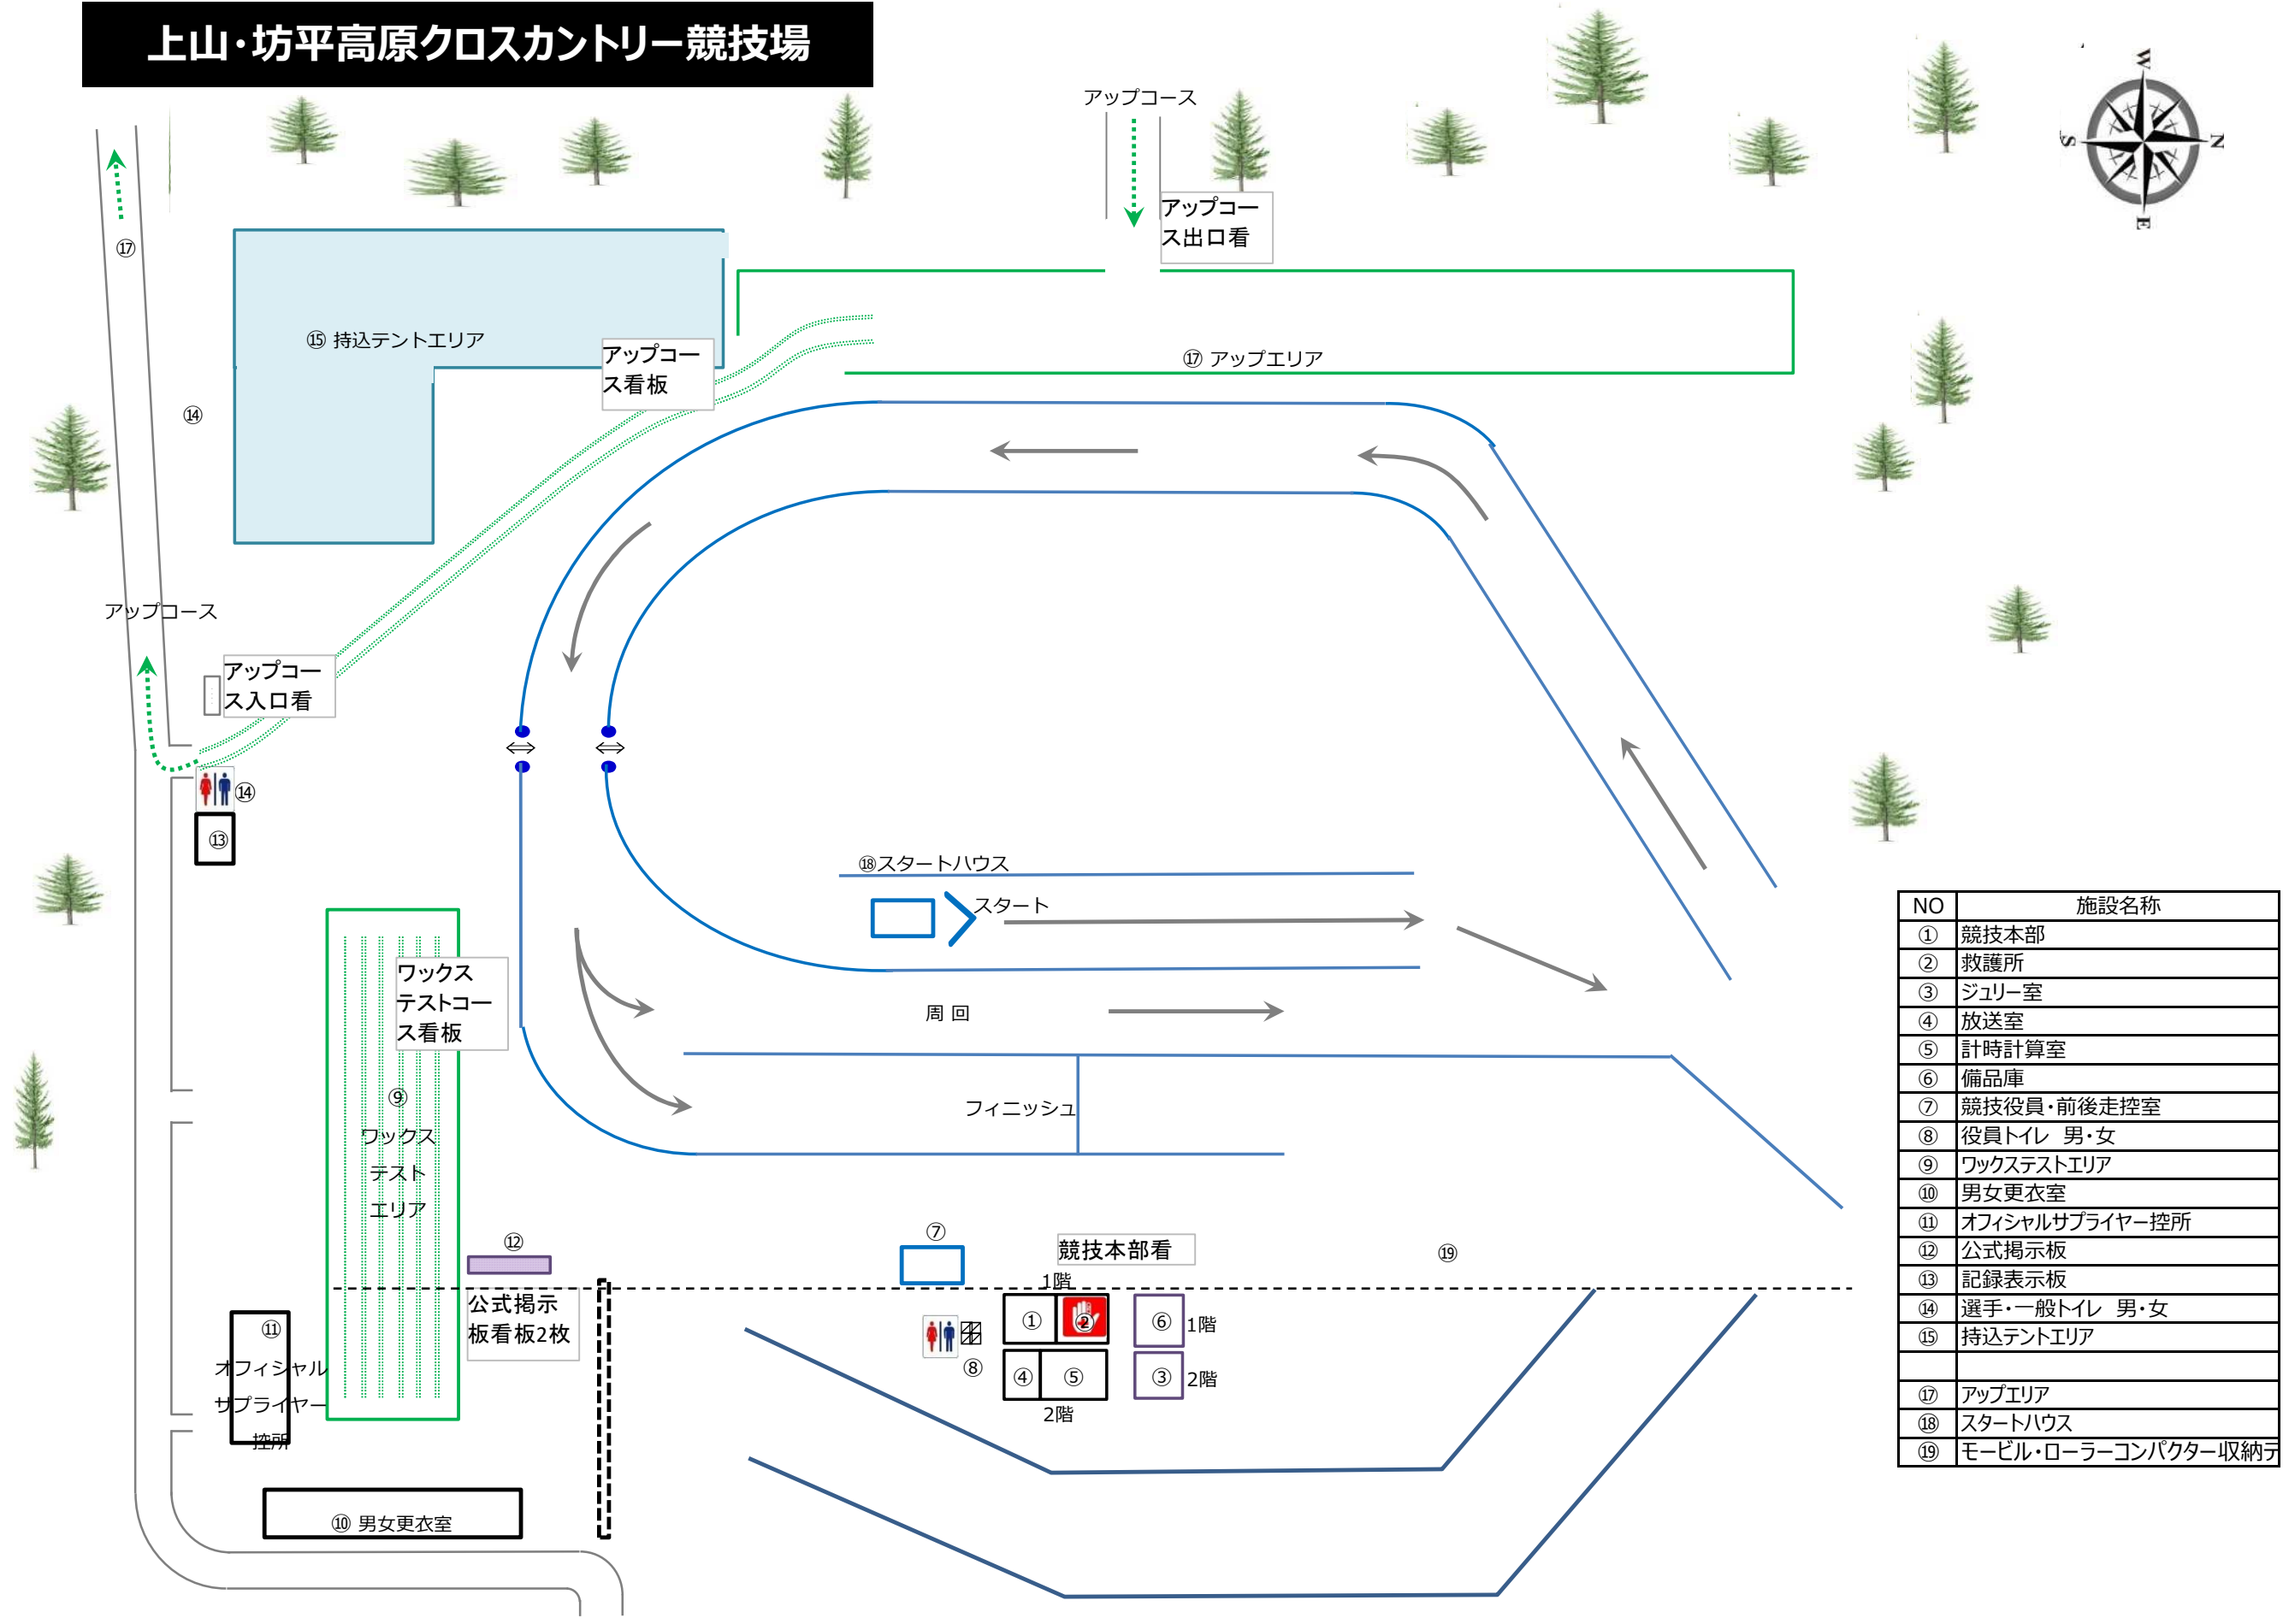 上山・坊平高原クロスカントリー競技場
W
S
N
E
アップコース
アップコー
ス出口看
⑰
⑮ 持込テントエリア
アップコー
ス看板
⑰ アップエリア
⑭
アップコース
アップコー
ス入口看
⑭
⑬
⑱スタートハウス
スタート
周 回
フィニッシュ
ワックス
テストコー
ス看板
⑨
ワックス
テスト
エリア
⑫
公式掲示
板看板2枚
⑪
オフィシャル
サプライヤー
控所
⑩ 男女更衣室
⑦
競技本部看
1階
⑲
①
②
⑥
1階
⑧
④
⑤
③
2階
2階
NO 施設名称
① 競技本部
② 救護所
③ ジュリー室
④ 放送室
⑤ 計時計算室
⑥ 備品庫
⑦ 競技役員・前後走控室
⑧ 役員トイレ 男・女
⑨ ワックステストエリア
⑩ 男女更衣室
⑪ オフィシャルサプライヤー控所
⑫ 公式掲示板
⑬ 記録表示板
⑭ 選手・一般トイレ 男・女
⑮ 持込テントエリア
⑰ アップエリア
⑱ スタートハウス
⑲ モービル・ローラーコンパクター収納テ